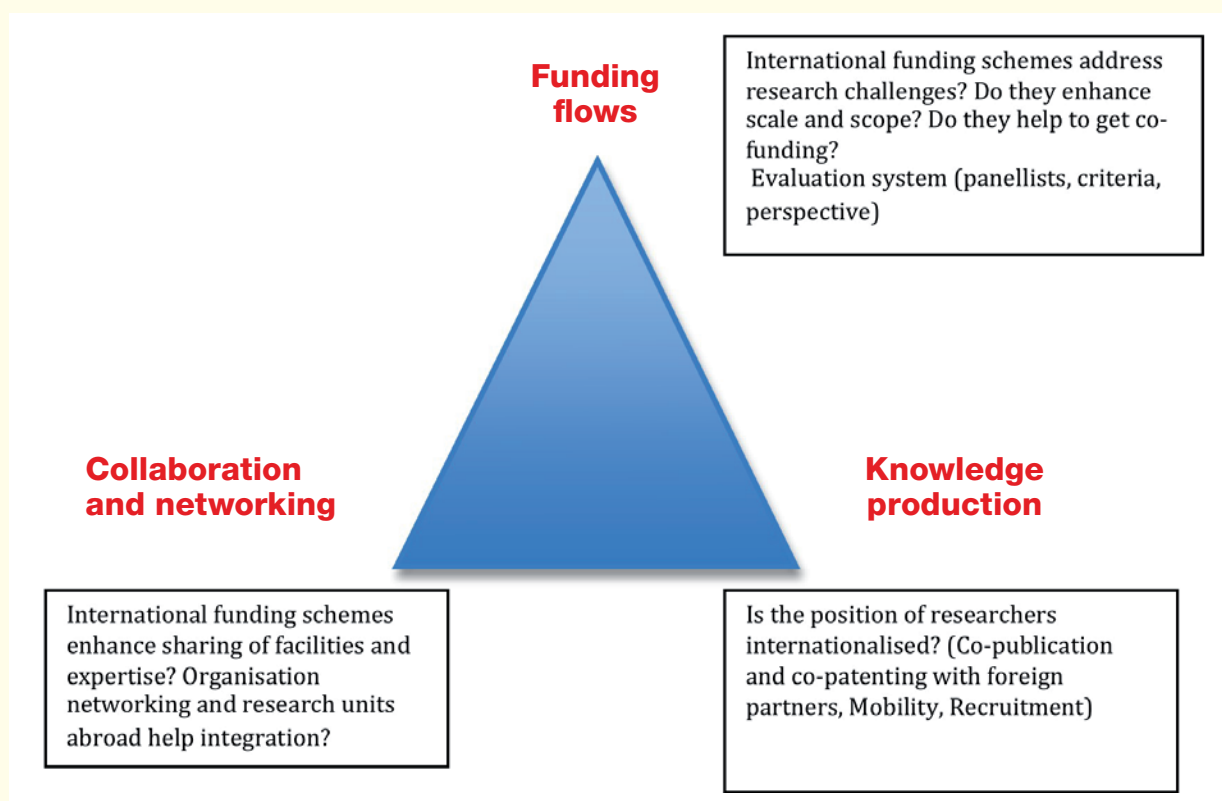 Funding
flows
International funding schemes address
research challenges? Do they enhance
scale and scope? Do they help to get co-
funding?
Evaluation system (panellists, criteria,
perspective)
Collaboration
and networking
Knowledge
production
International funding schemes
enhance sharing of facilities and
expertise? Organisation
networking and research units
abroad help integration?
Is the position of researchers
internationalised? (Co-publication
and co-patenting with foreign
partners, Mobility, Recruitment)